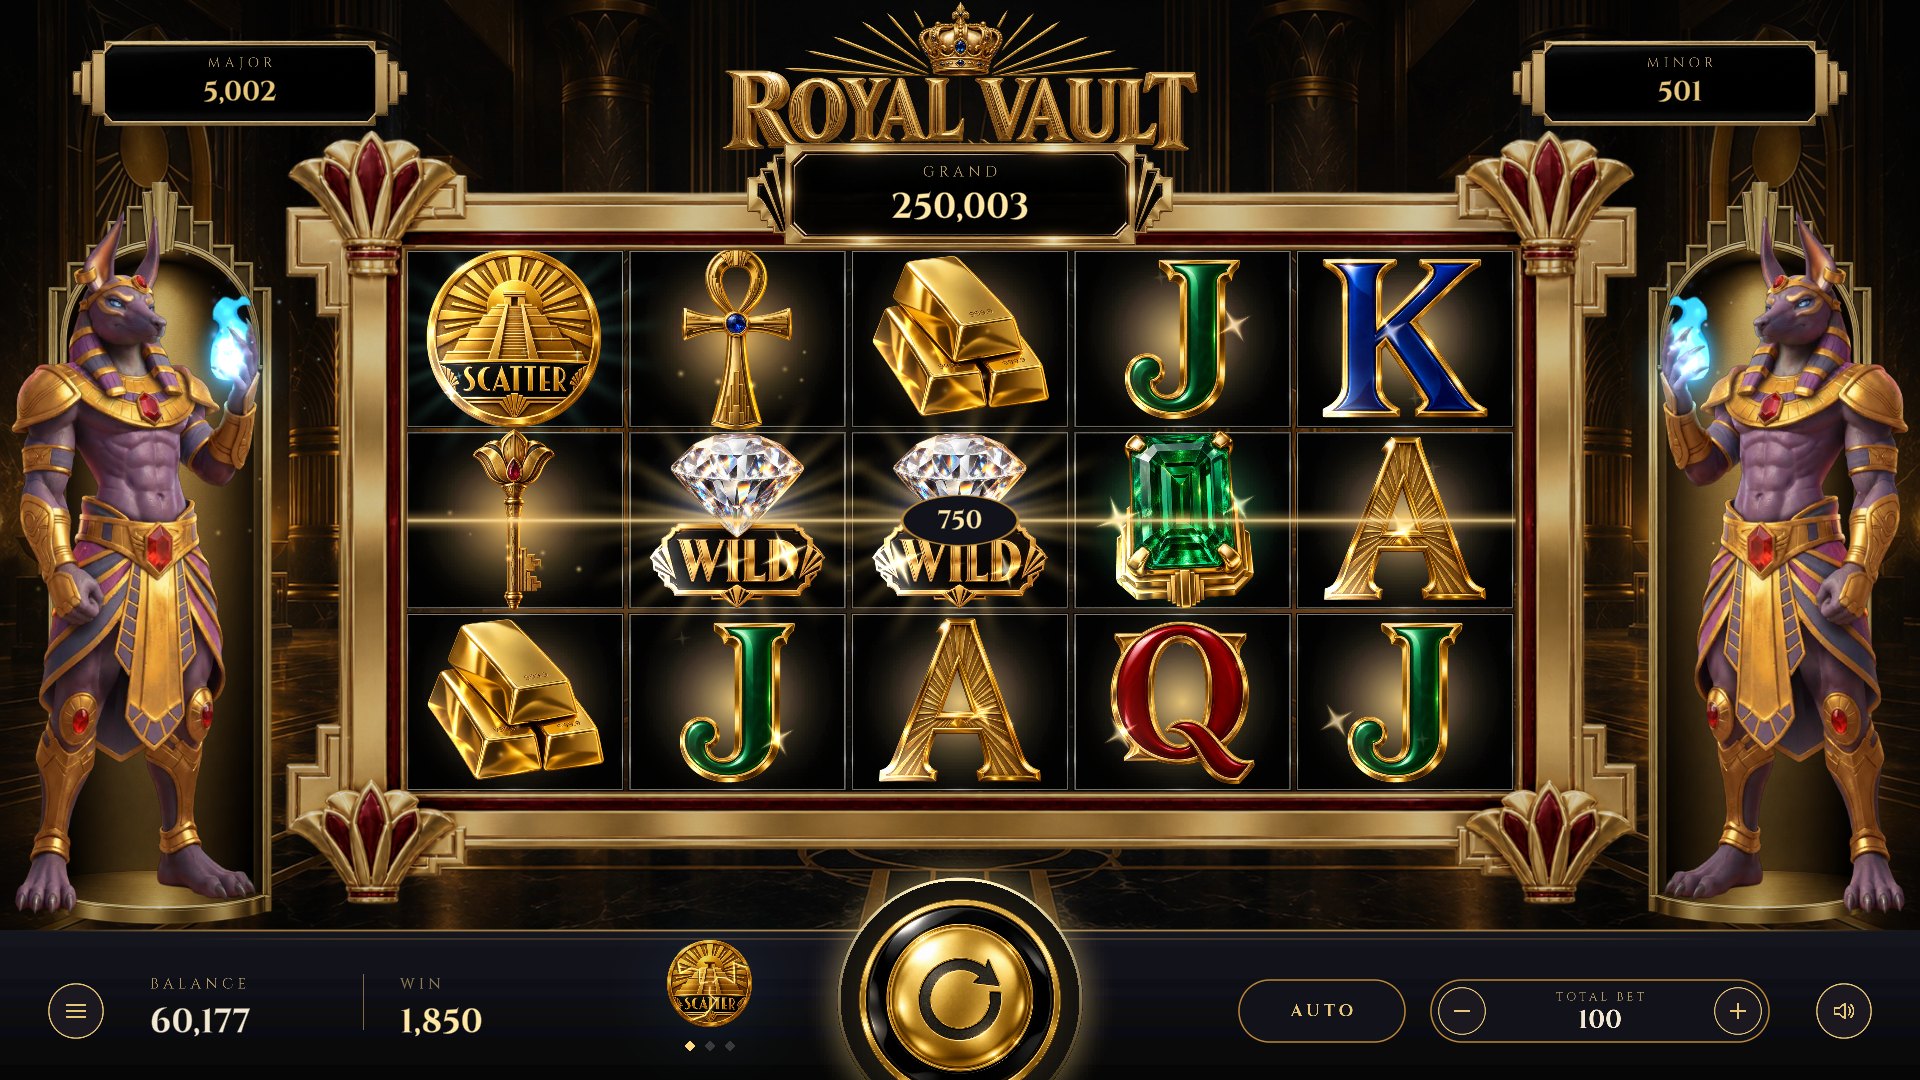 MAJOR
5,002
ROYAL VAULT
MINOR
501
GRAND
250,003
SCATTER
J
K
WILD
750
WILD
A
J
A
Q
J
BALANCE
60,177
WIN
1,850
SCATTER
AUTO
TOTAL BET
100